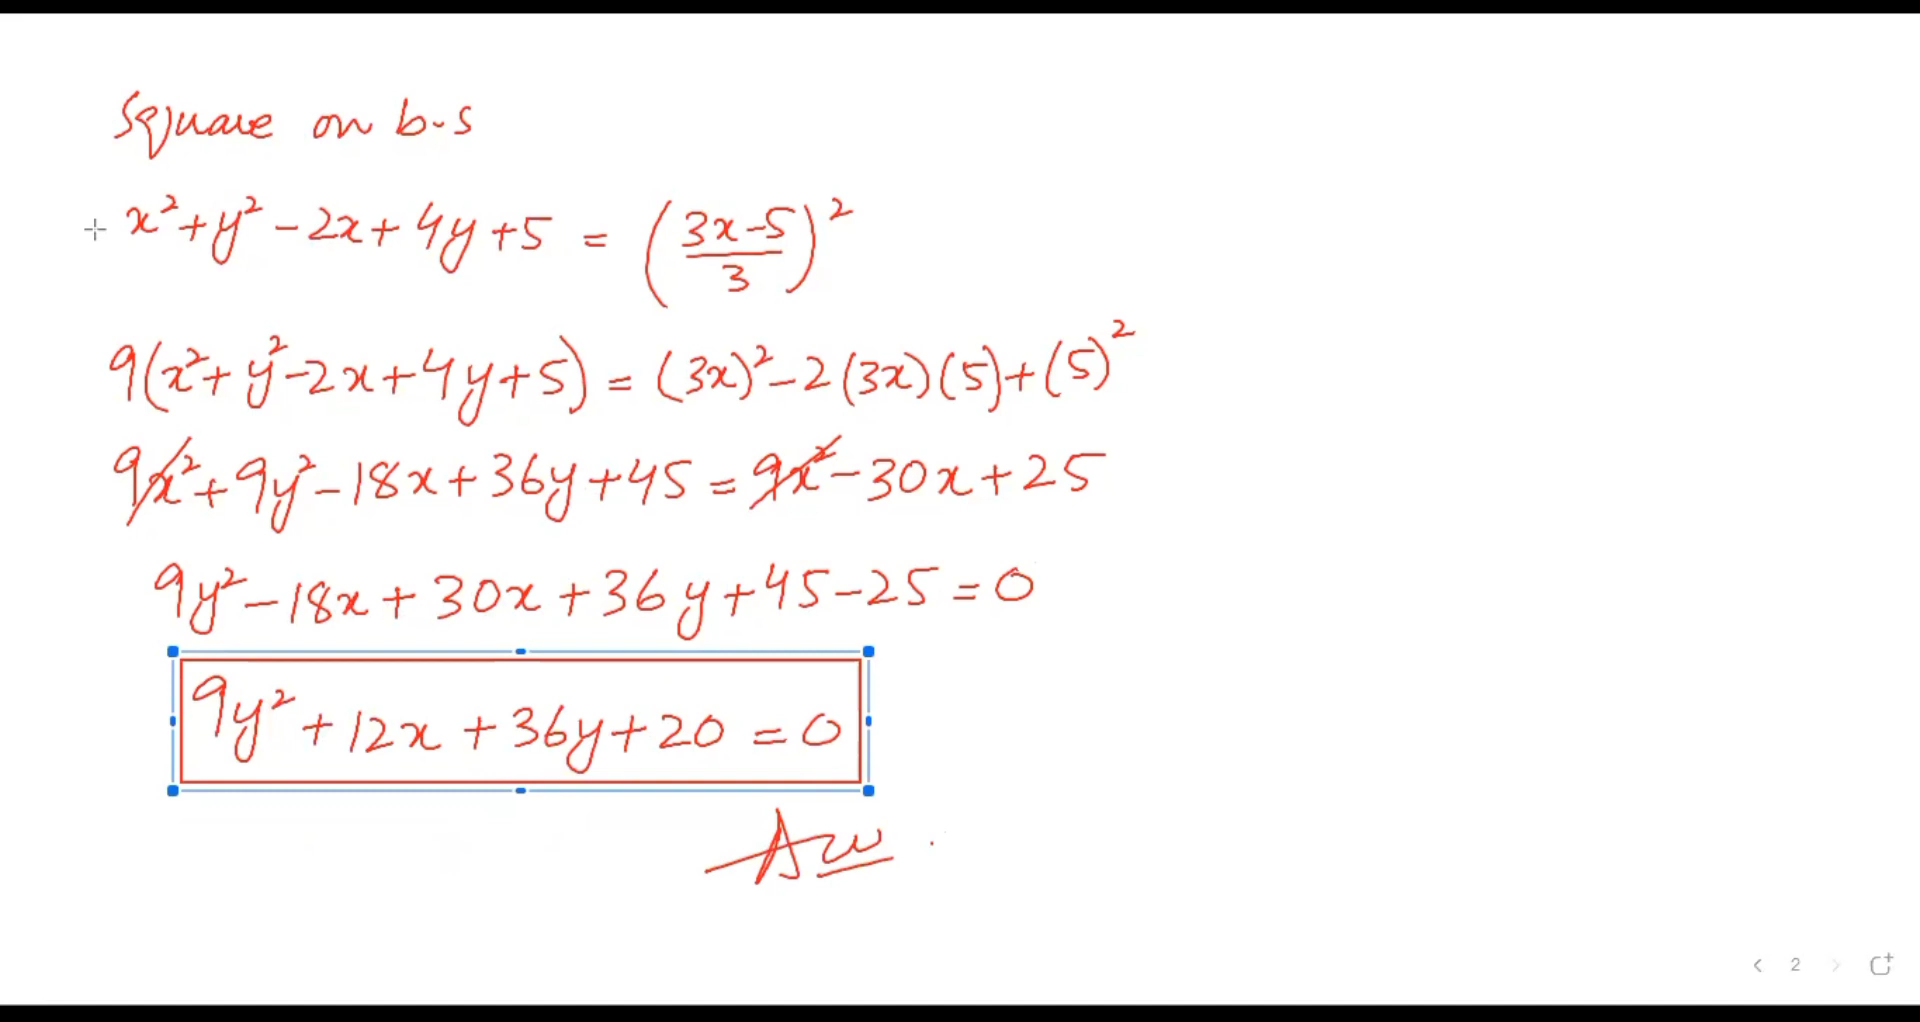 Square on b.s
x² + y² - 2x + 4y + 5 = ( (3x-5)/3 )²
9(x² + y² - 2x + 4y + 5) = (3x)² - 2(3x)(5) + (5)²
9x² + 9y² - 18x + 36y + 45 = 9x² - 30x + 25
9y² - 18x + 30x + 36y + 45 - 25 = 0
9y² + 12x + 36y + 20 = 0
2